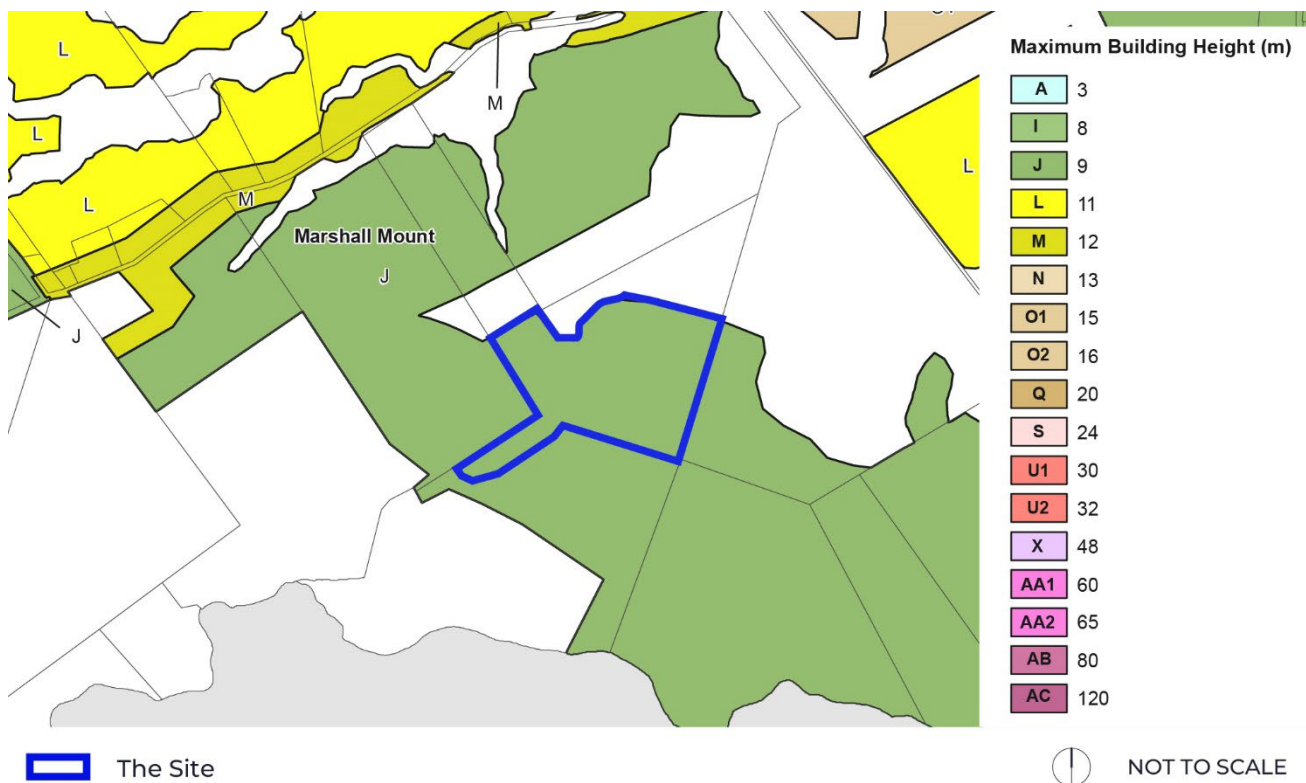 L
M
L
L
L
M
Marshall Mount
J
J
Maximum Building Height (m)
A 3
I 8
J 9
L 11
M 12
N 13
O1 15
O2 16
Q 20
S 24
U1 30
U2 32
X 48
AA1 60
AA2 65
AB 80
AC 120
The Site
NOT TO SCALE